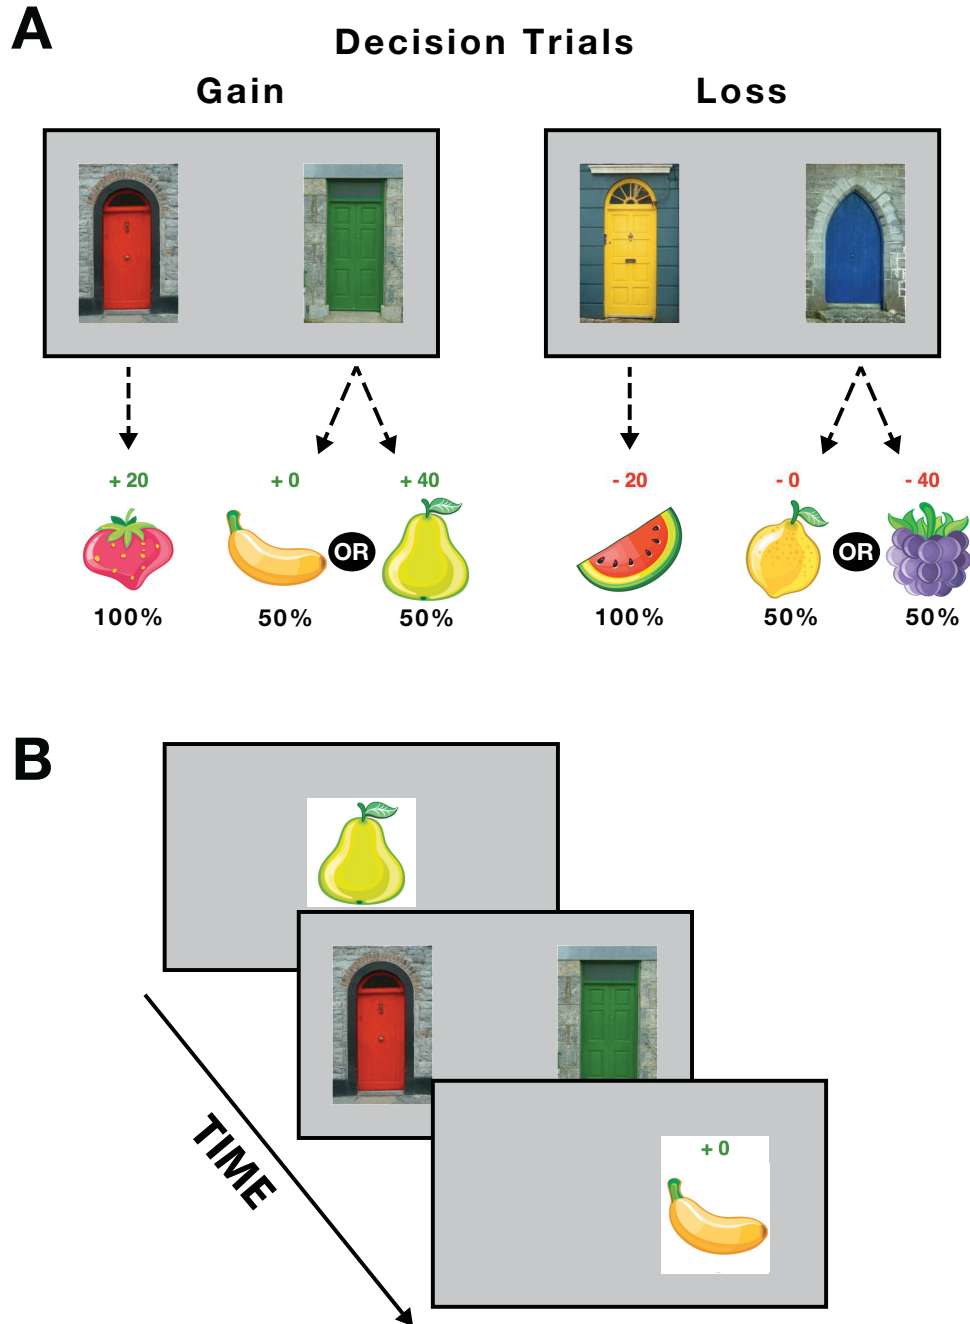 A
Decision Trials
Gain
Loss
+ 20
+ 0
+ 40
- 20
- 0
- 40
OR
OR
100%
50%
50%
100%
50%
50%
B
TIME
+ 0